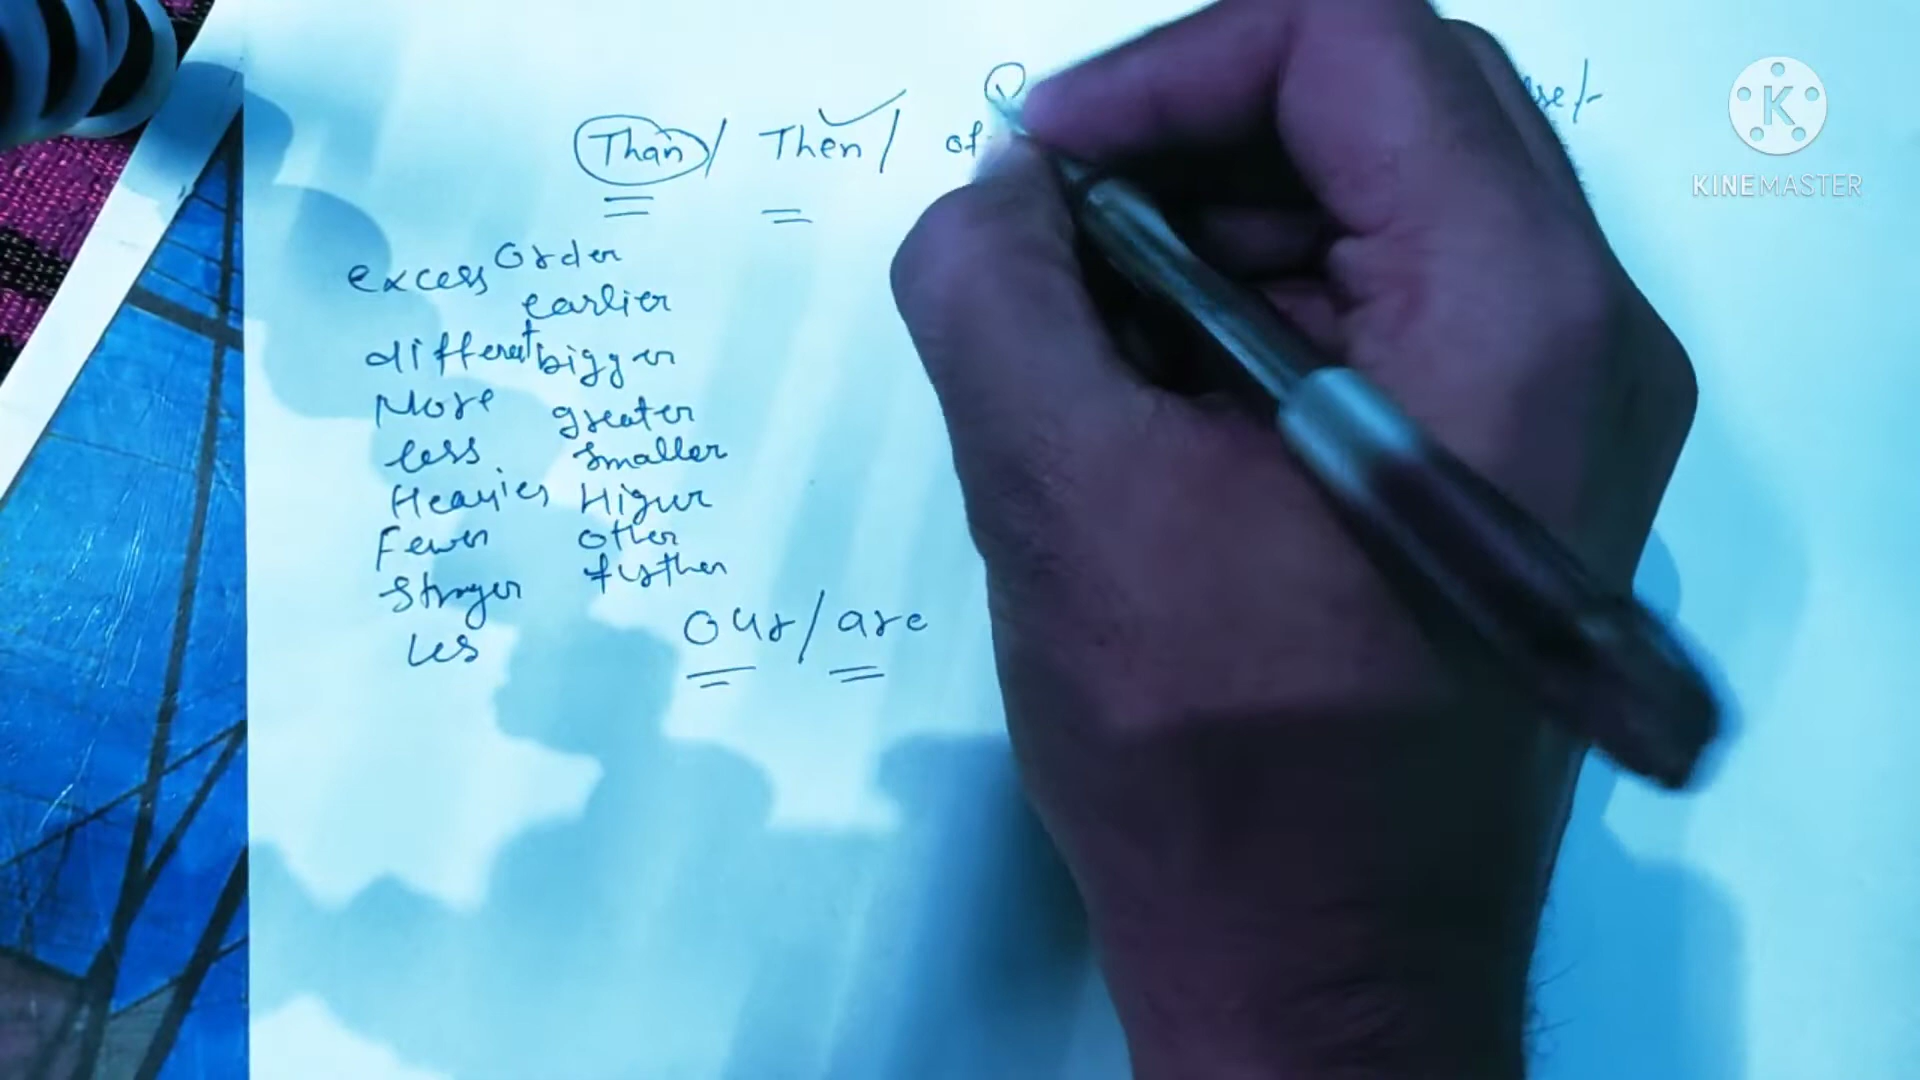 Than / Then / of
excess Order
earlier
different bigger
More greater
less smaller
Heavier Higher
Fewer other
Stronger further
Les
our / are
K
KINEMASTER